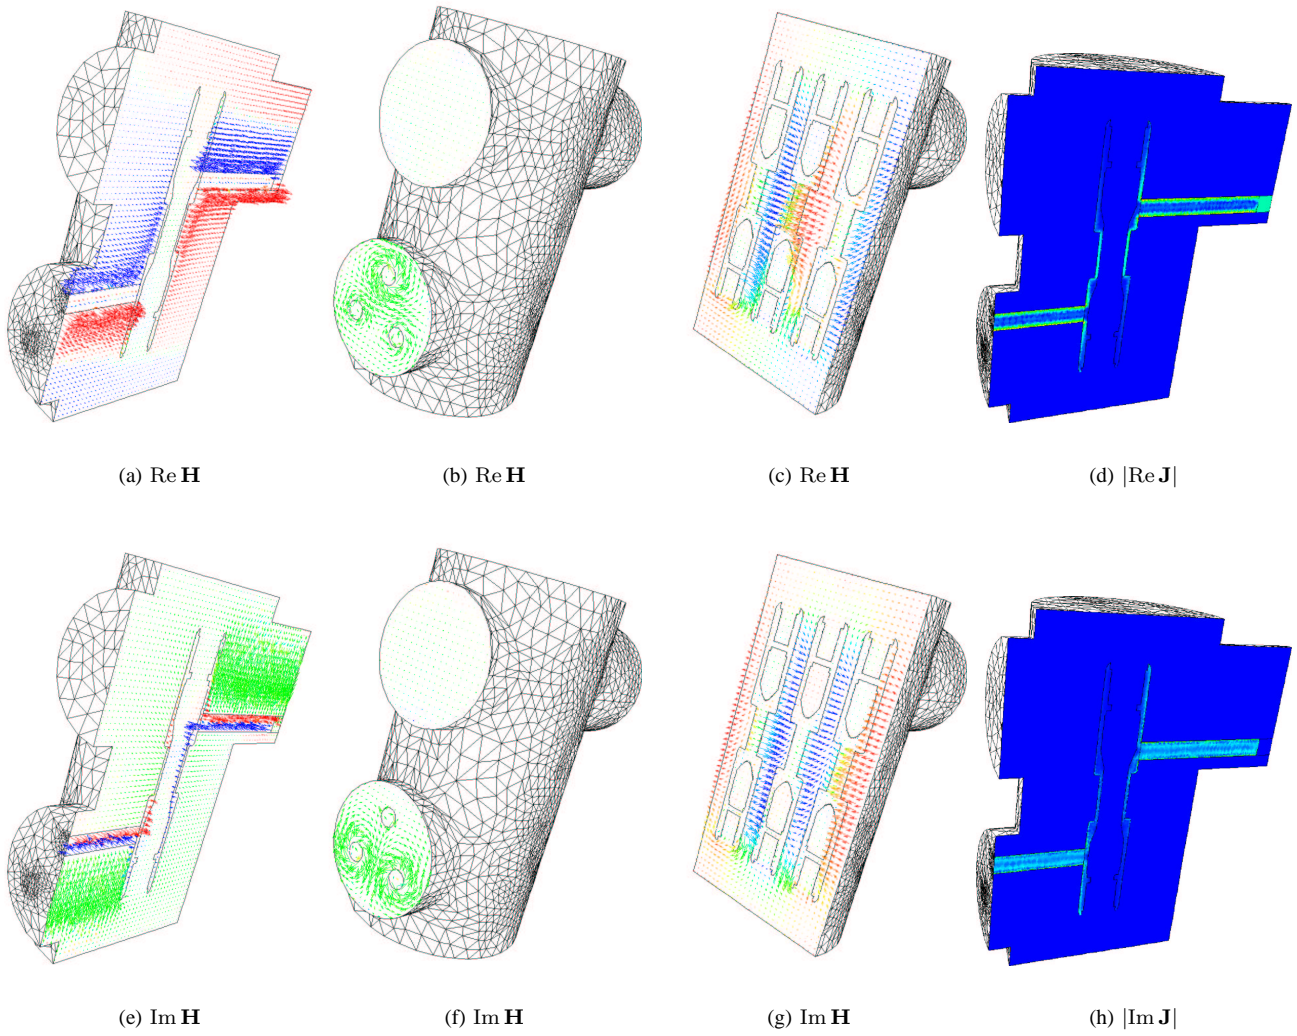 (a) Re H
(b) Re H
(c) Re H
(d) |Re J|
(e) Im H
(f) Im H
(g) Im H
(h) |Im J|